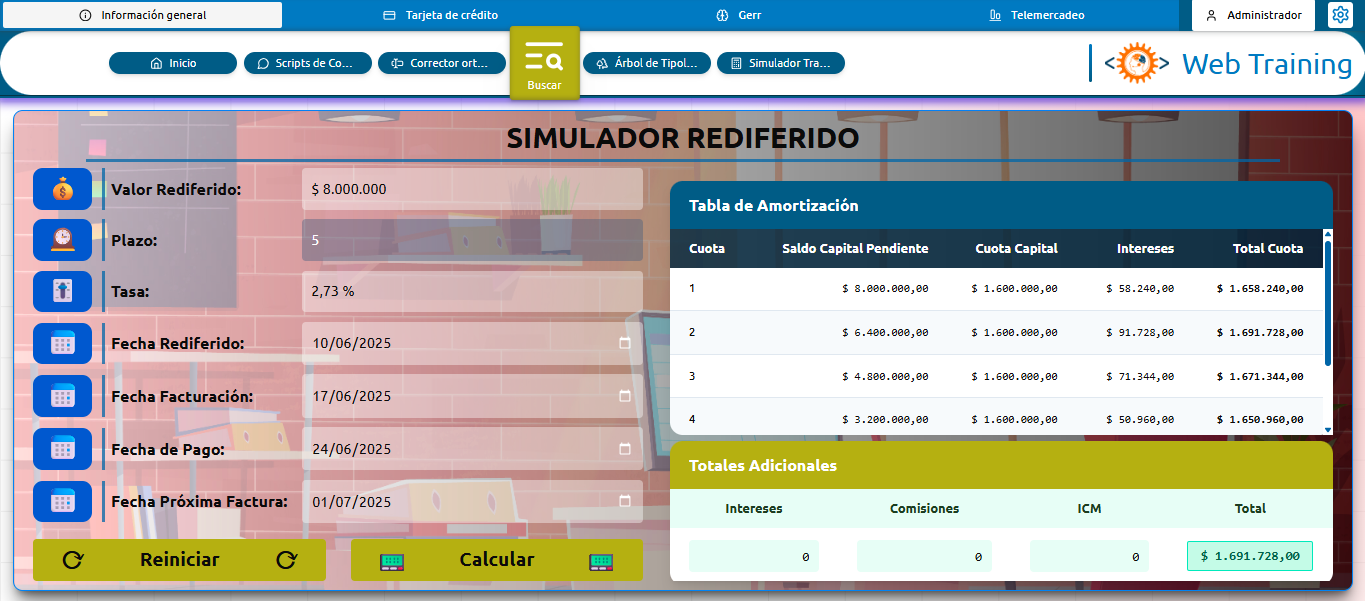 Información general
Tarjeta de crédito
Gerr
Telemercadeo
Administrador
Inicio
Scripts de Co...
Corrector ort...
Buscar
Árbol de Tipol...
Simulador Tra...
<> Web Training
SIMULADOR REDIFERIDO
Valor Rediferido: $ 8.000.000
Plazo: 5
Tasa: 2,73 %
Fecha Rediferido: 10/06/2025
Fecha Facturación: 17/06/2025
Fecha de Pago: 24/06/2025
Fecha Próxima Factura: 01/07/2025
Reiniciar
Calcular
Tabla de Amortización
Cuota Saldo Capital Pendiente Cuota Capital Intereses Total Cuota
1 $ 8.000.000,00 $ 1.600.000,00 $ 58.240,00 $ 1.658.240,00
2 $ 6.400.000,00 $ 1.600.000,00 $ 91.728,00 $ 1.691.728,00
3 $ 4.800.000,00 $ 1.600.000,00 $ 71.344,00 $ 1.671.344,00
4 $ 3.200.000,00 $ 1.600.000,00 $ 50.960,00 $ 1.650.960,00
Totales Adicionales
Intereses Comisiones ICM Total
0 0 0 $ 1.691.728,00